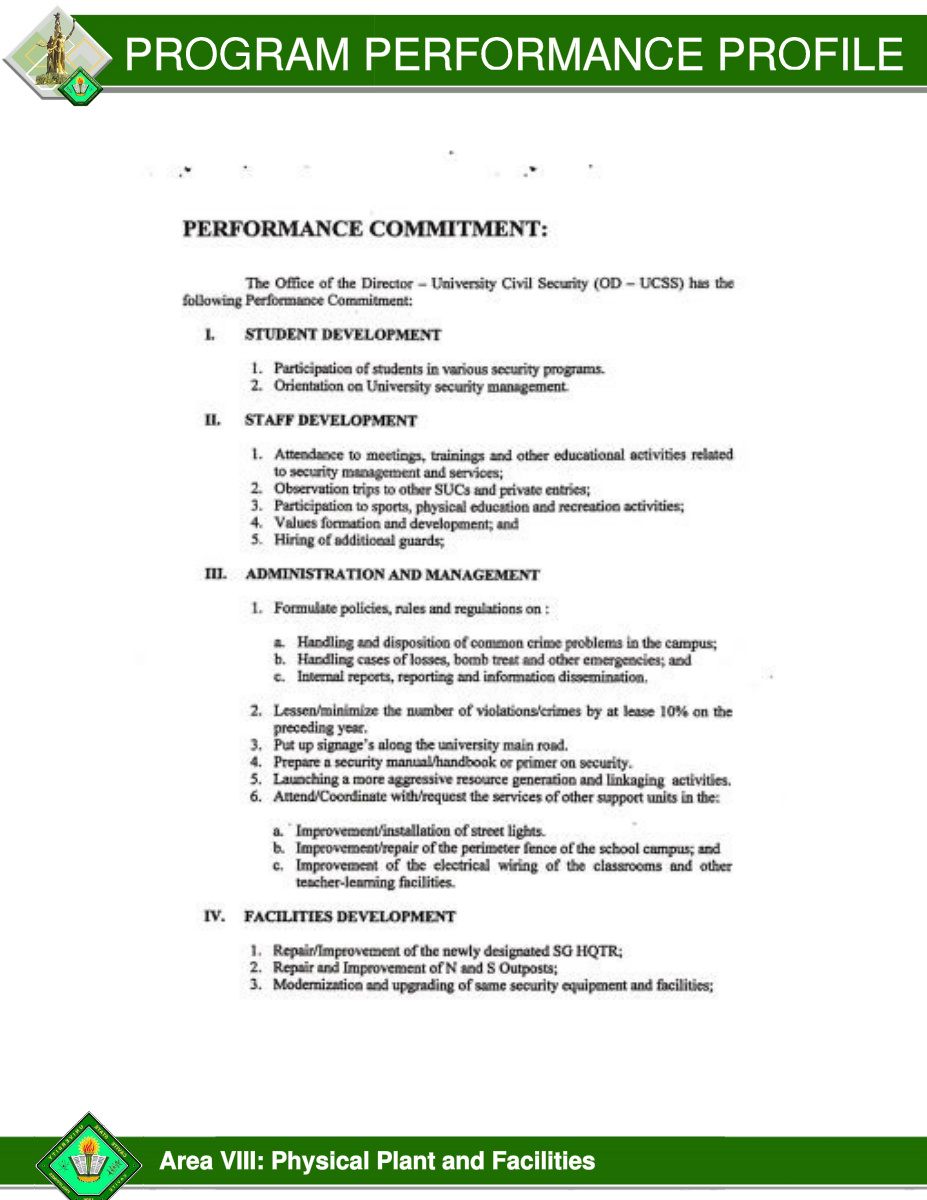 PROGRAM PERFORMANCE PROFILE
PERFORMANCE COMMITMENT:
The Office of the Director – University Civil Security (OD – UCSS) has the
following Performance Commitment:
I. STUDENT DEVELOPMENT
1. Participation of students in various security programs.
2. Orientation on University security management.
II. STAFF DEVELOPMENT
1. Attendance to meetings, trainings and other educational activities related
to security management and services;
2. Observation trips to other SUCs and private entries;
3. Participation to sports, physical education and recreation activities;
4. Values formation and development; and
5. Hiring of additional guards;
III. ADMINISTRATION AND MANAGEMENT
1. Formulate policies, rules and regulations on :
a. Handling and disposition of common crime problems in the campus;
b. Handling cases of losses, bomb treat and other emergencies; and
c. Internal reports, reporting and information dissemination.
2. Lessen/minimize the number of violations/crimes by at lease 10% on the
preceding year.
3. Put up signage's along the university main road.
4. Prepare a security manual/handbook or primer on security.
5. Launching a more aggressive resource generation and linkaging activities.
6. Attend/Coordinate with/request the services of other support units in the:
a. Improvement/installation of street lights.
b. Improvement/repair of the perimeter fence of the school campus; and
c. Improvement of the electrical wiring of the classrooms and other
teacher-learning facilities.
IV. FACILITIES DEVELOPMENT
1. Repair/Improvement of the newly designated SG HQTR;
2. Repair and Improvement of N and S Outposts;
3. Modernization and upgrading of same security equipment and facilities;
Area VIII: Physical Plant and Facilities